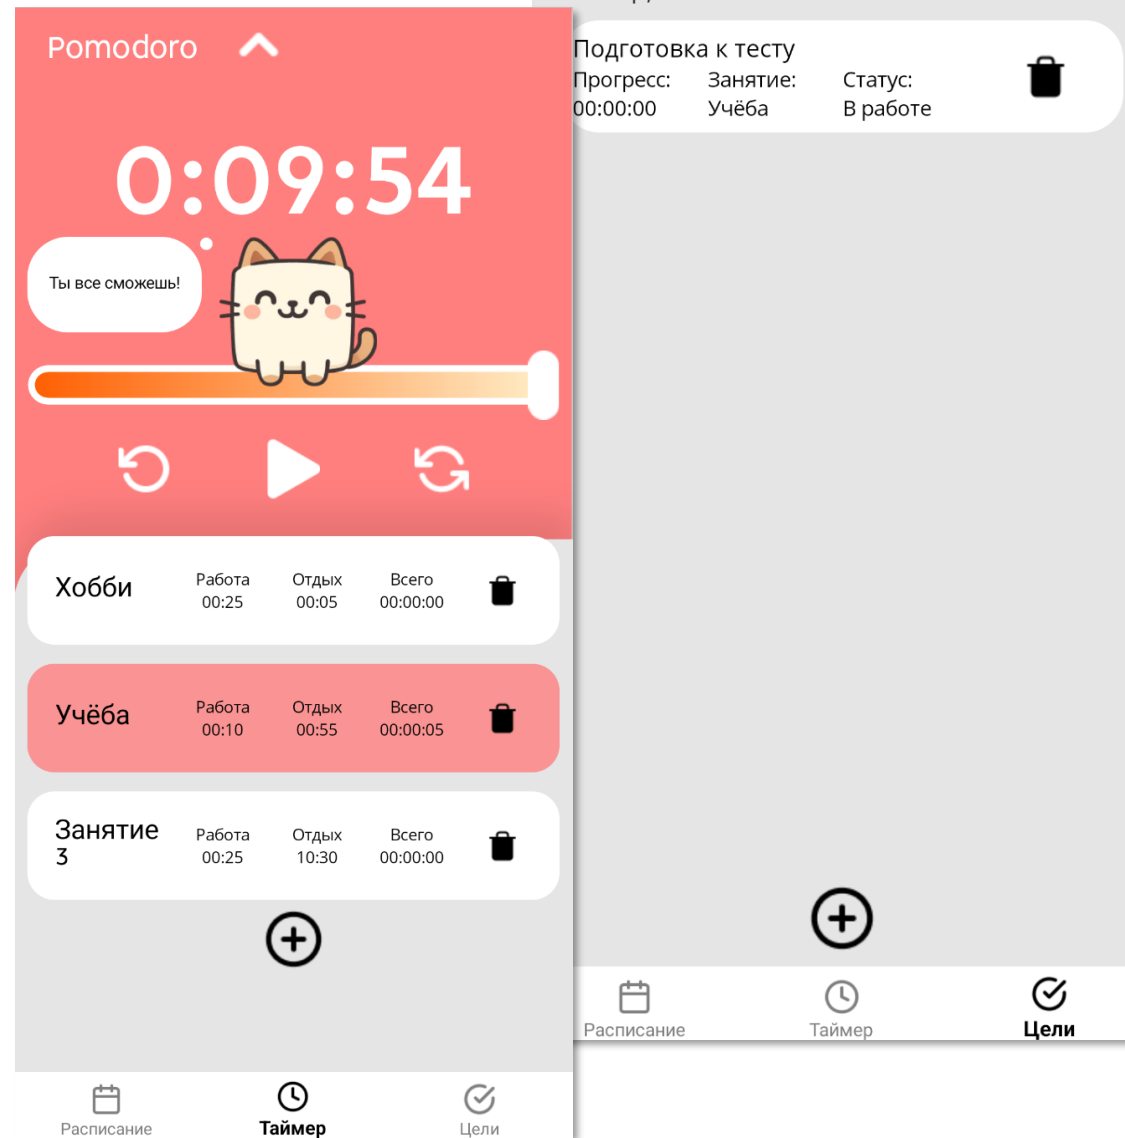 Pomodoro
0:09:54
Ты все сможешь!
Хобби
Работа Отдых Всего
00:25 00:05 00:00:00
Учёба
Работа Отдых Всего
00:10 00:55 00:00:05
Занятие
3
Работа Отдых Всего
00:25 10:30 00:00:00
Расписание Таймер Цели
Подготовка к тесту
Прогресс: Занятие: Статус:
00:00:00 Учёба В работе
Расписание Таймер Цели